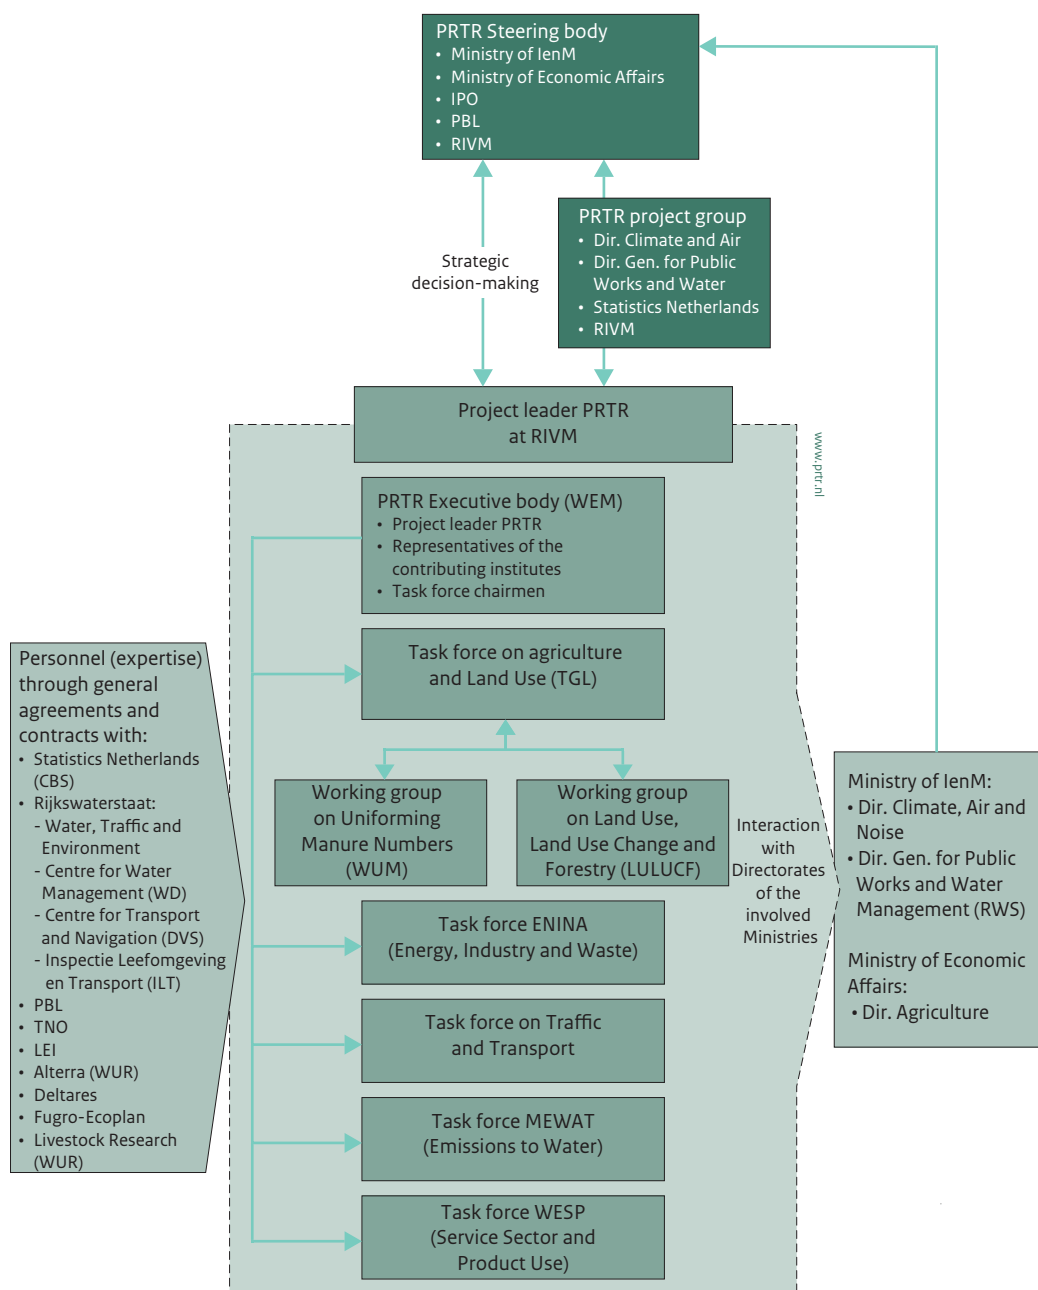 PRTR Steering body
• Ministry of IenM
• Ministry of Economic Affairs
• IPO
• PBL
• RIVM
PRTR project group
• Dir. Climate and Air
• Dir. Gen. for Public
Works and Water
• Statistics Netherlands
• RIVM
Strategic
decision-making
Project leader PRTR
at RIVM
www.prtr.nl
PRTR Executive body (WEM)
• Project leader PRTR
• Representatives of the
contributing institutes
• Task force chairmen
Task force on agriculture
and Land Use (TGL)
Working group
on Uniforming
Manure Numbers
(WUM)
Working group
on Land Use,
Land Use Change and
Forestry (LULUCF)
Task force ENINA
(Energy, Industry and Waste)
Task force on Traffic
and Transport
Task force MEWAT
(Emissions to Water)
Task force WESP
(Service Sector and
Product Use)
Personnel (expertise)
through general
agreements and
contracts with:
• Statistics Netherlands
(CBS)
• Rijkswaterstaat:
- Water, Traffic and
Environment
- Centre for Water
Management (WD)
- Centre for Transport
and Navigation (DVS)
- Inspectie Leefomgeving
en Transport (ILT)
• PBL
• TNO
• LEI
• Alterra (WUR)
• Deltares
• Fugro-Ecoplan
• Livestock Research
(WUR)
Interaction
with
Directorates
of the
involved
Ministries
Ministry of IenM:
• Dir. Climate, Air and
Noise
• Dir. Gen. for Public
Works and Water
Management (RWS)
Ministry of Economic
Affairs:
• Dir. Agriculture